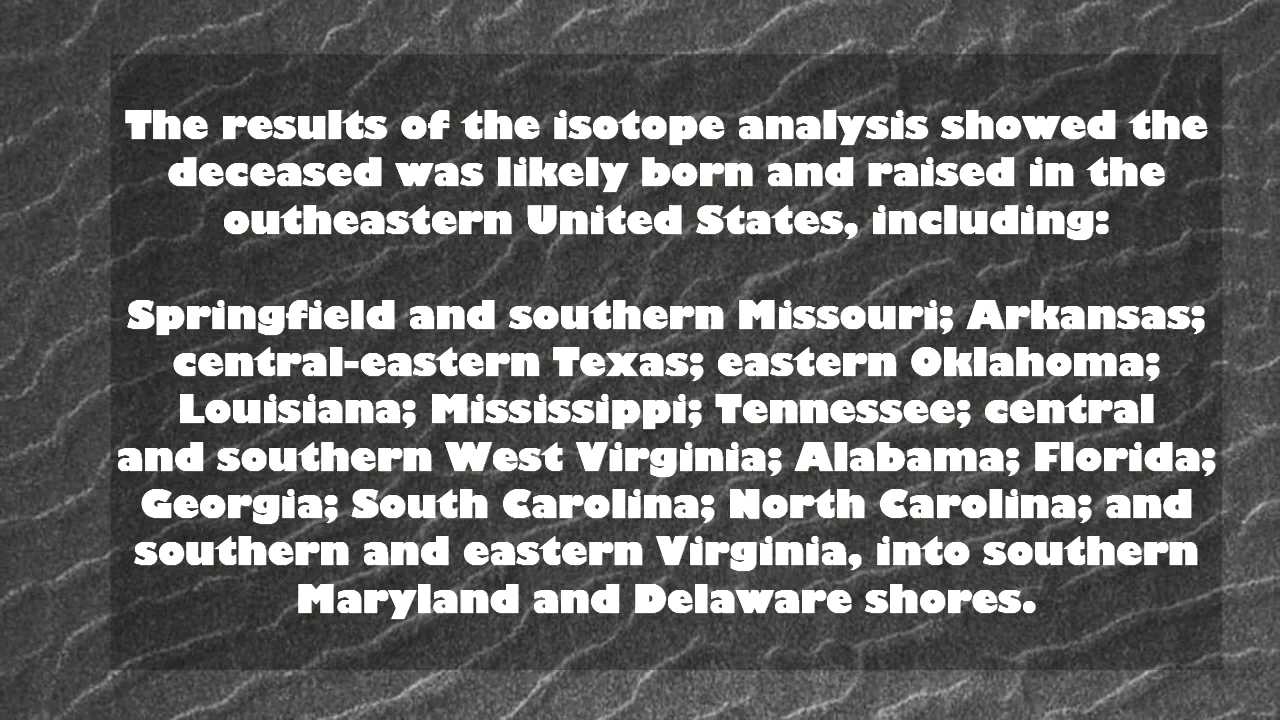 The results of the isotope analysis showed the
deceased was likely born and raised in the
outheastern United States, including:
Springfield and southern Missouri; Arkansas;
central-eastern Texas; eastern Oklahoma;
Louisiana; Mississippi; Tennessee; central
and southern West Virginia; Alabama; Florida;
Georgia; South Carolina; North Carolina; and
southern and eastern Virginia, into southern
Maryland and Delaware shores.